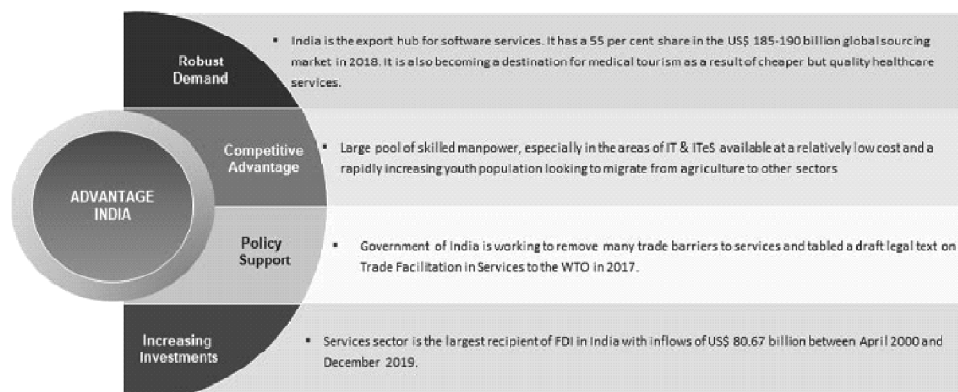 ADVANTAGE
INDIA
Robust
Demand
▪ India is the export hub for software services. It has a 55 per cent share in the US$ 185-190 billion global sourcing
market in 2018. It is also becoming a destination for medical tourism as a result of cheaper but quality healthcare
services.
Competitive
Advantage
▪ Large pool of skilled manpower, especially in the areas of IT & ITeS available at a relatively low cost and a
rapidly increasing youth population looking to migrate from agriculture to other sectors
Policy
Support
▪ Government of India is working to remove many trade barriers to services and tabled a draft legal text on
Trade Facilitation in Services to the WTO in 2017.
Increasing
Investments
▪ Services sector is the largest recipient of FDI in India with inflows of US$ 80.67 billion between April 2000 and
December 2019.